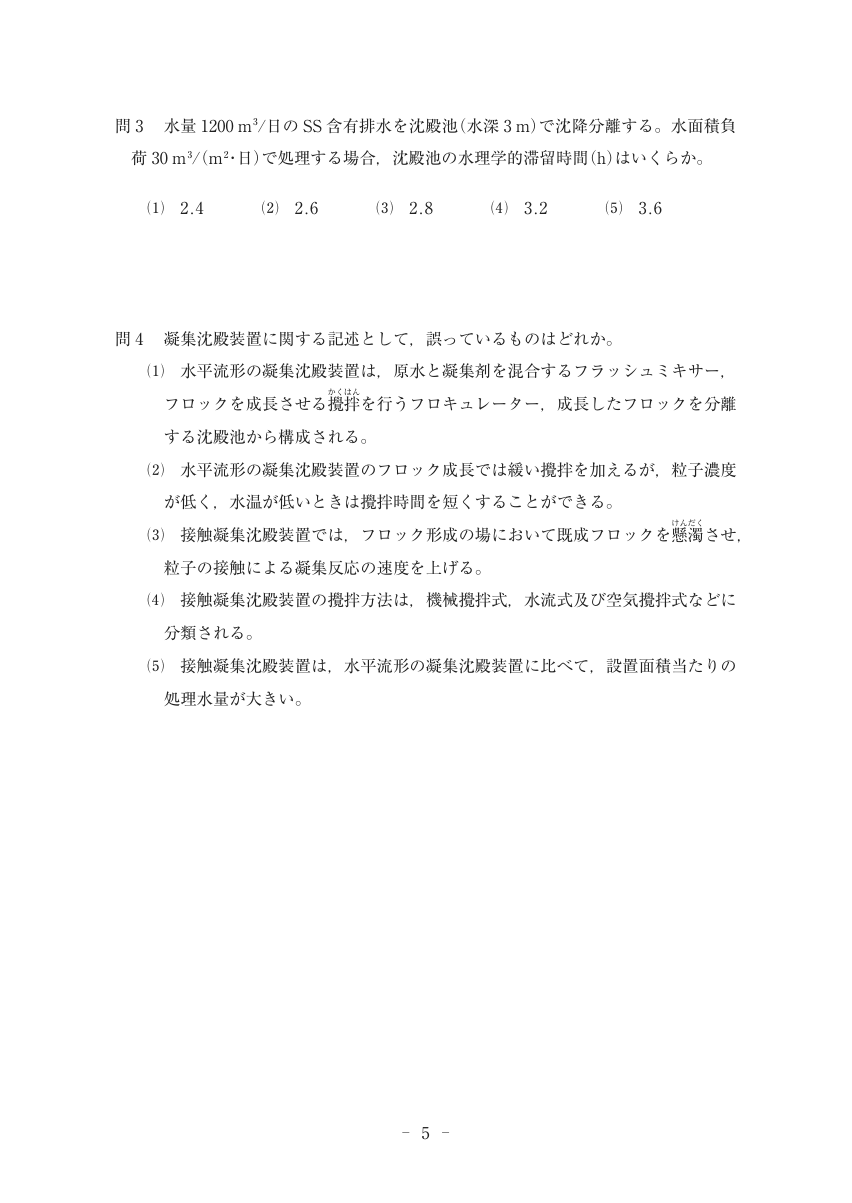 問3 水量 1200 m³/日の SS 含有排水を沈殿池(水深 3 m)で沈降分離する。水面積負
荷 30 m³/(m²・日)で処理する場合，沈殿池の水理学的滞留時間(h)はいくらか。
(1) 2.4 (2) 2.6 (3) 2.8 (4) 3.2 (5) 3.6
問4 凝集沈殿装置に関する記述として，誤っているものはどれか。
(1) 水平流形の凝集沈殿装置は，原水と凝集剤を混合するフラッシュミキサー，
かくはん
フロックを成長させる攪拌を行うフロキュレーター，成長したフロックを分離
する沈殿池から構成される。
(2) 水平流形の凝集沈殿装置のフロック成長では緩い攪拌を加えるが，粒子濃度
が低く，水温が低いときは攪拌時間を短くすることができる。
けんだく
(3) 接触凝集沈殿装置では，フロック形成の場において既成フロックを懸濁させ，
粒子の接触による凝集反応の速度を上げる。
(4) 接触凝集沈殿装置の攪拌方法は，機械攪拌式，水流式及び空気攪拌式などに
分類される。
(5) 接触凝集沈殿装置は，水平流形の凝集沈殿装置に比べて，設置面積当たりの
処理水量が大きい。
- 5 -